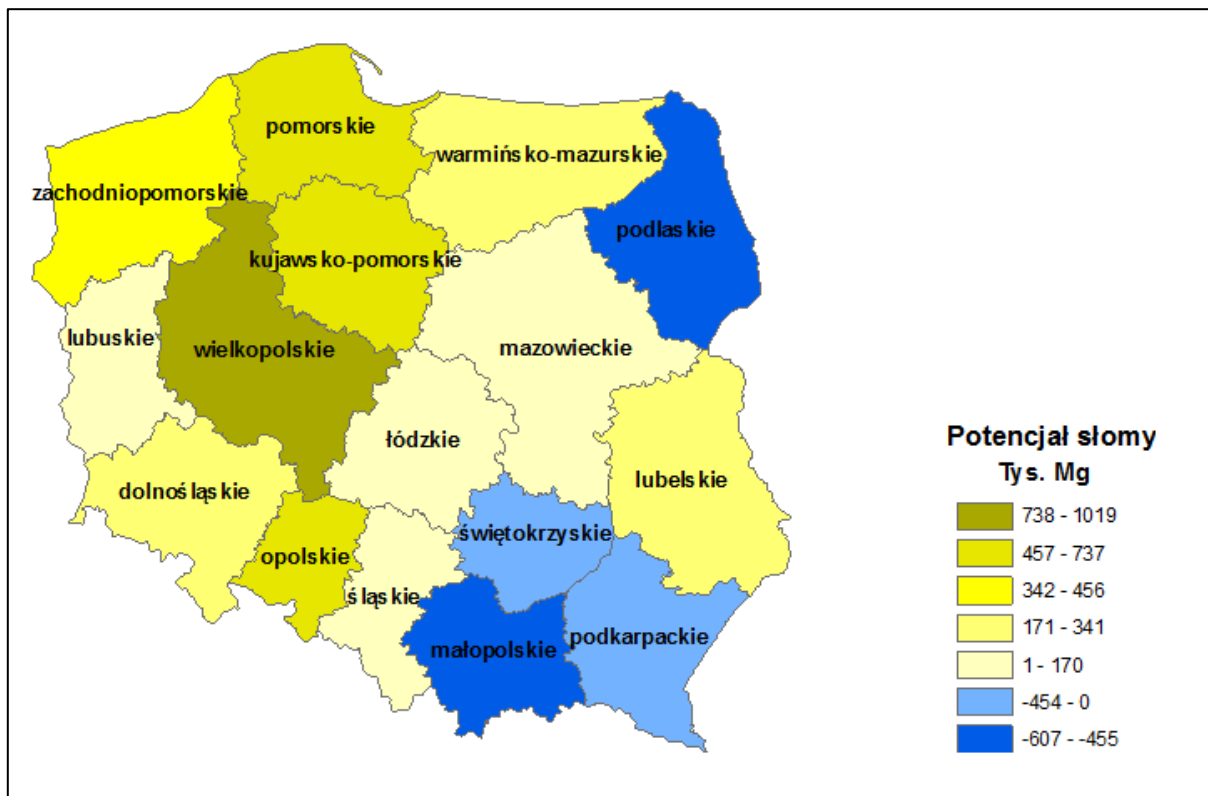 pomorskie
warmińsko-mazurskie
zachodniopomorskie
podlaskie
kujawsko-pomorskie
lubuskie
wielkopolskie
mazowieckie
łódzkie
dolnośląskie
lubelskie
opolskie
świętokrzyskie
śląskie
małopolskie
podkarpackie
Potencjał słomy
Tys. Mg
738 - 1019
457 - 737
342 - 456
171 - 341
1 - 170
-454 - 0
-607 - -455